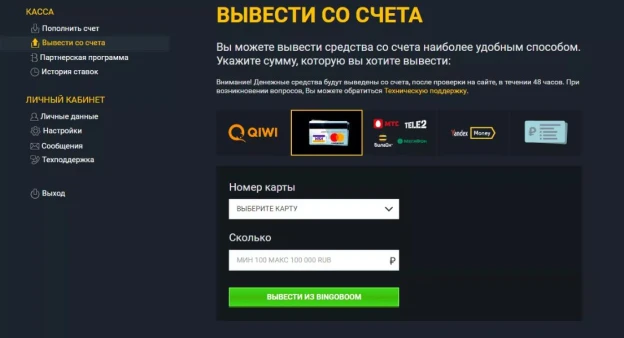 КАССА
Пополнить счет
Вывести со счета
Партнерская программа
История ставок
ЛИЧНЫЙ КАБИНЕТ
Личные данные
Настройки
Сообщения
Техподдержка
Выход
ВЫВЕСТИ СО СЧЕТА
Вы можете вывести средства со счета наиболее удобным способом.
Укажите сумму, которую вы хотите вывести:
Внимание! Денежные средства будут выведены со счета, после проверки на сайте, в течении 48 часов. При
возникновении вопросов, Вы можете обратиться Техническую поддержку.
QIWI
МТС TELE2
Билайн
Yandex Money
Номер карты
ВЫБЕРИТЕ КАРТУ
Сколько
МИН 100 МАКС 100 000 RUB ₽
ВЫВЕСТИ ИЗ BINGOBOOM